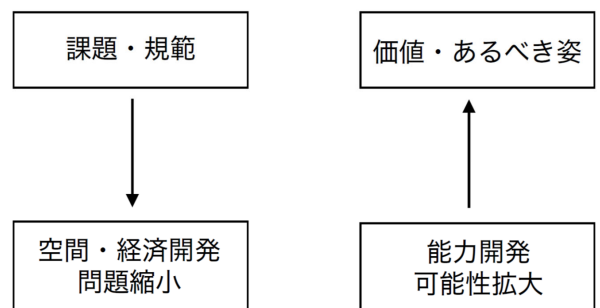 課題・規範
価値・あるべき姿
空間・経済開発
問題縮小
能力開発
可能性拡大